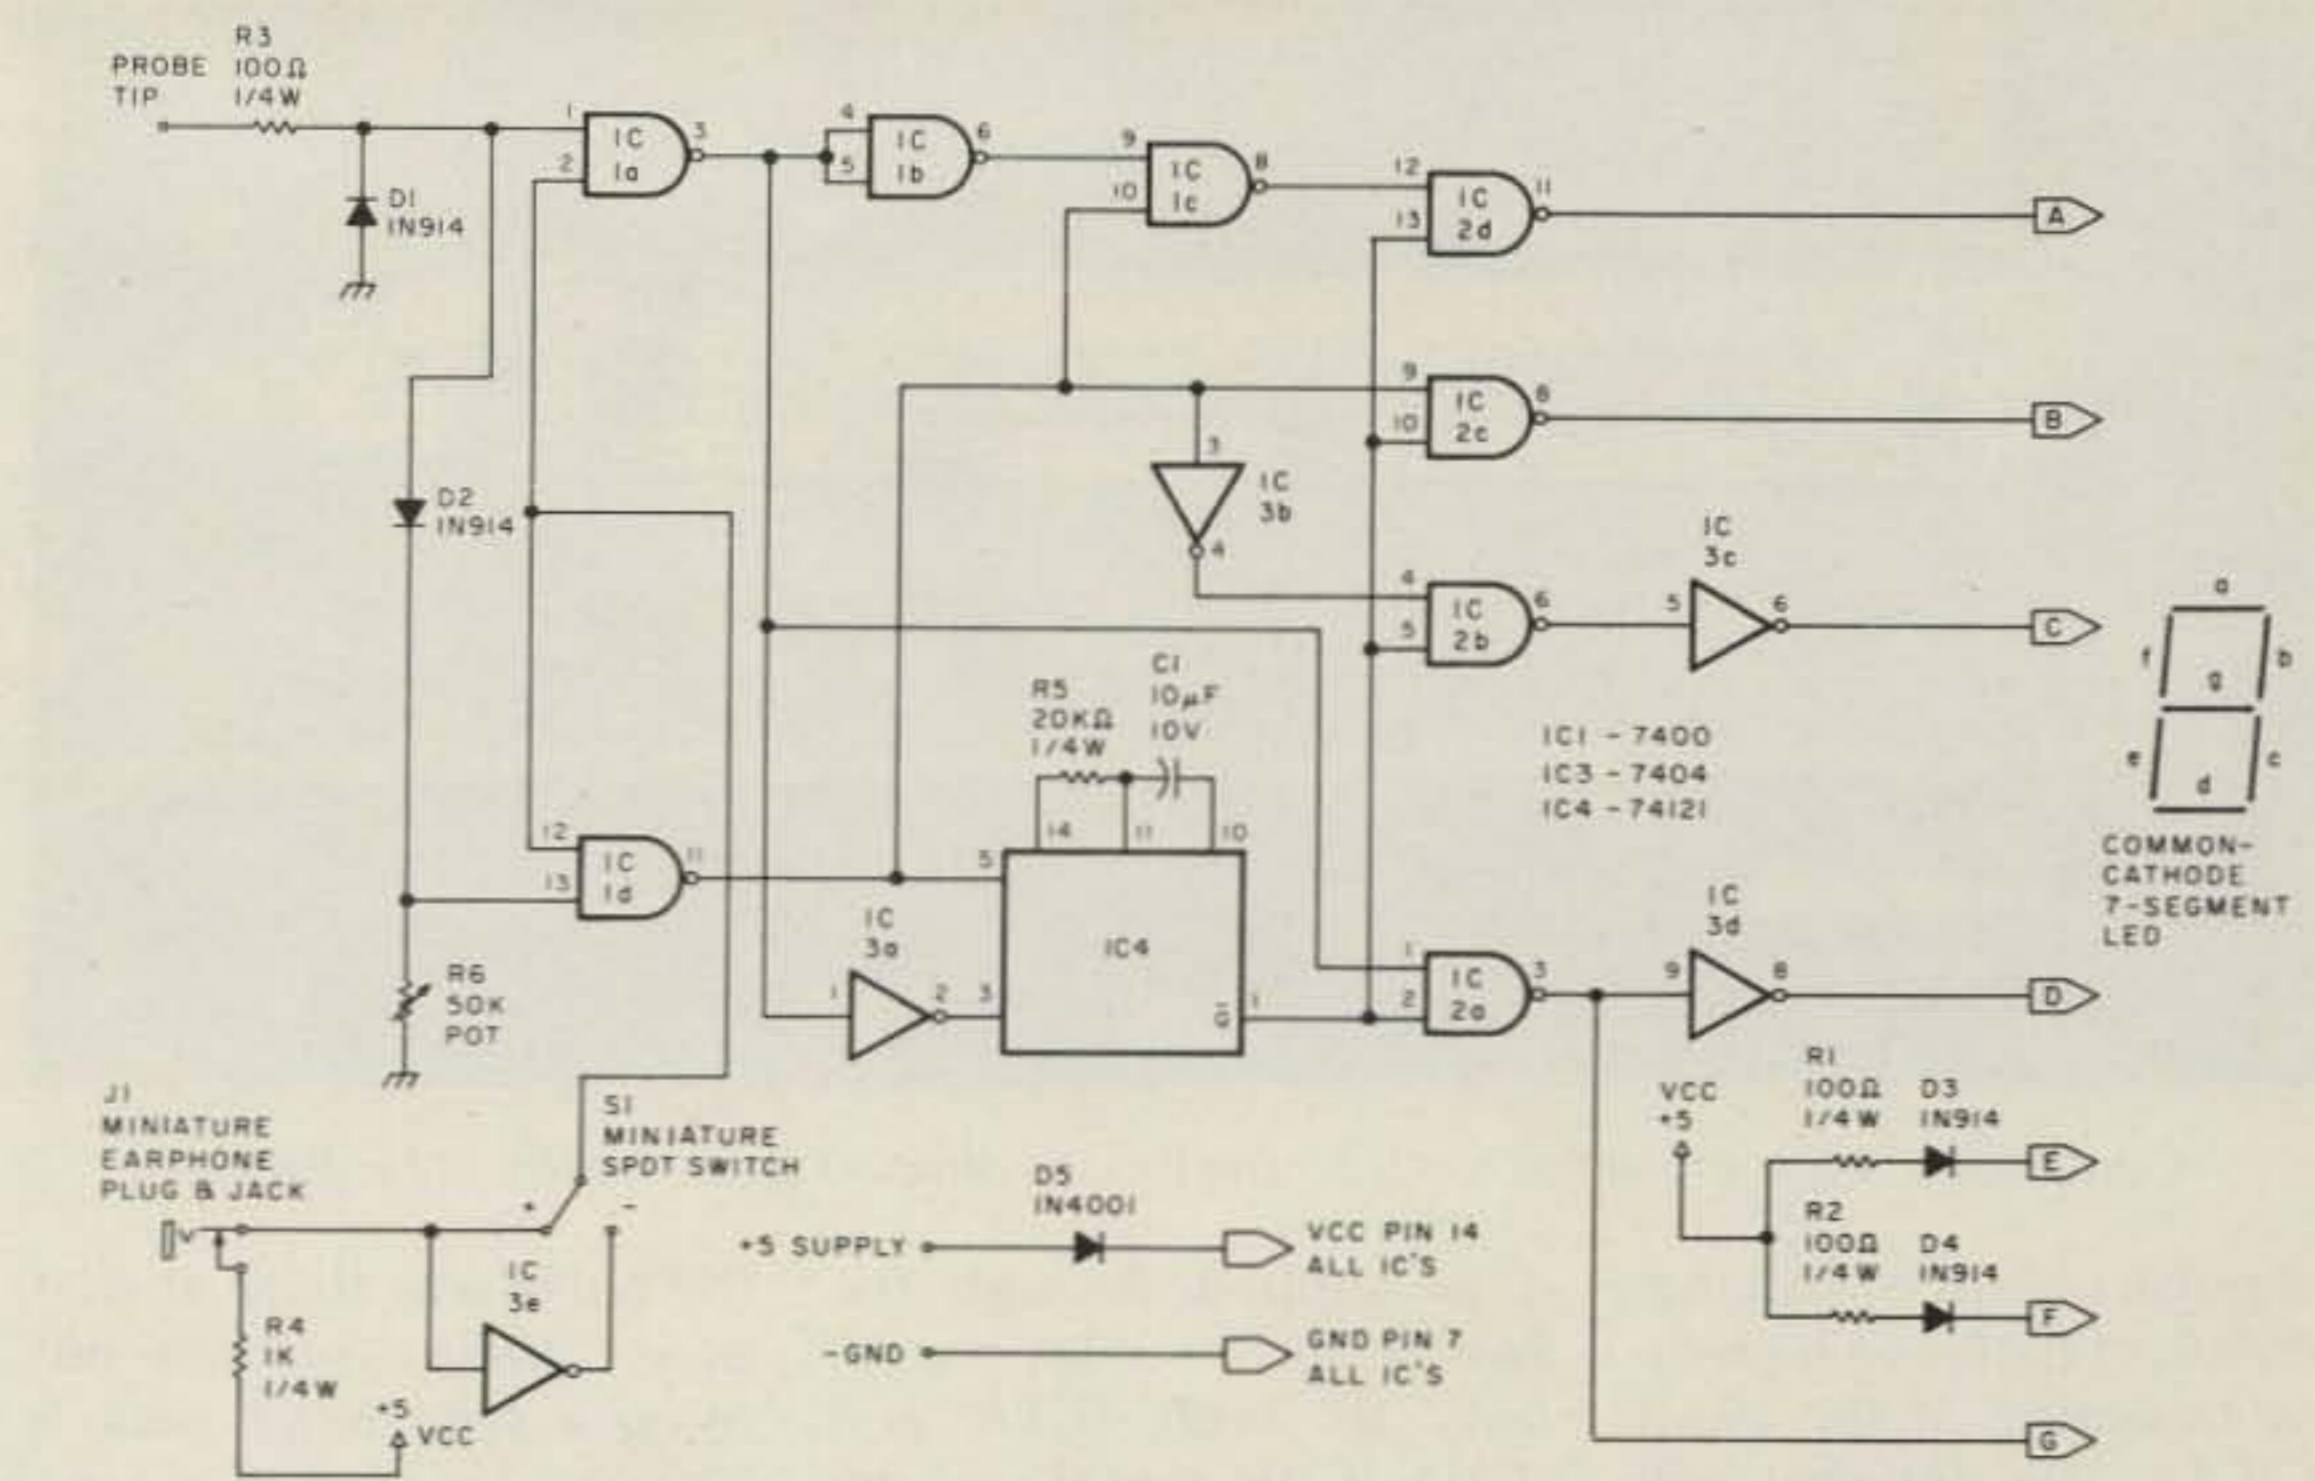 R3
PROBE 100Ω
TIP 1/4W
1
2
IC
1a
3
4
5
IC
1b
6
9
10
IC
1c
8
12
13
IC
2d
11
A
D1
1N914
9
10
IC
2c
8
B
3
IC
3b
4
D2
1N914
IC
3c
4
5
IC
2b
6
5
6
C
a
f
b
g
e
c
d
COMMON-
CATHODE
7-SEGMENT
LED
R5
20KΩ
1/4W
C1
10µF
10V
IC1 - 7400
IC3 - 7404
IC4 - 74121
14
11
10
12
13
IC
1d
11
5
IC4
3
1
IC
3a
1
2
R6
50K
POT
1
2
IC
2a
3
IC
3d
9
8
D
J1
MINIATURE
EARPHONE
PLUG & JACK
S1
MINIATURE
SPDT SWITCH
+
-
VCC
+5
R1
100Ω
1/4W
D3
1N914
E
R2
100Ω
1/4W
D4
1N914
F
G
IC
3e
R4
1K
1/4W
+5
VCC
D5
1N4001
+5 SUPPLY
VCC PIN 14
ALL IC'S
-GND
GND PIN 7
ALL IC'S